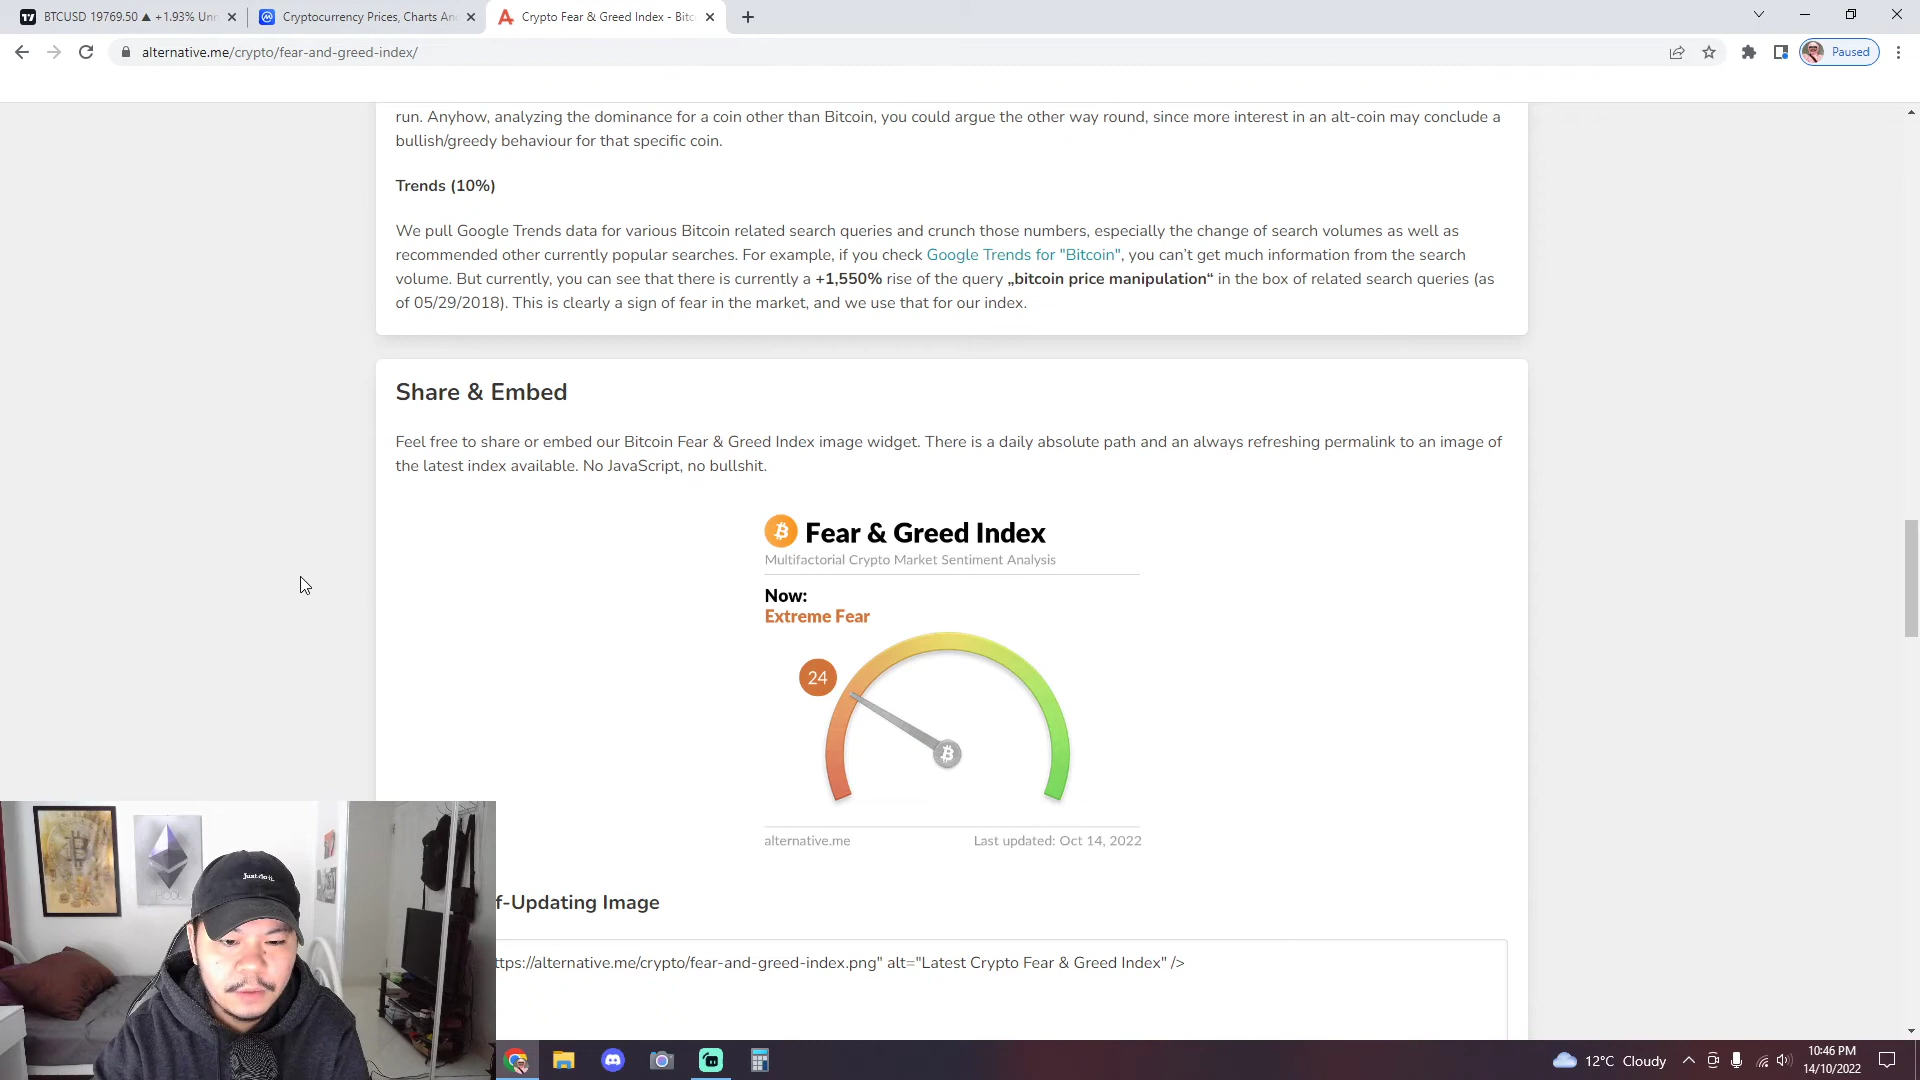 BTCUSD 19769.50 ▲ +1.93% Unn
Cryptocurrency Prices, Charts An
Crypto Fear & Greed Index - Bitc
alternative.me/crypto/fear-and-greed-index/
Paused
run. Anyhow, analyzing the dominance for a coin other than Bitcoin, you could argue the other way round, since more interest in an alt-coin may conclude a
bullish/greedy behaviour for that specific coin.
Trends (10%)
We pull Google Trends data for various Bitcoin related search queries and crunch those numbers, especially the change of search volumes as well as
recommended other currently popular searches. For example, if you check Google Trends for "Bitcoin", you can’t get much information from the search
volume. But currently, you can see that there is currently a +1,550% rise of the query „bitcoin price manipulation“ in the box of related search queries (as
of 05/29/2018). This is clearly a sign of fear in the market, and we use that for our index.
Share & Embed
Feel free to share or embed our Bitcoin Fear & Greed Index image widget. There is a daily absolute path and an always refreshing permalink to an image of
the latest index available. No JavaScript, no bullshit.
Fear & Greed Index
Multifactorial Crypto Market Sentiment Analysis
Now:
Extreme Fear
24
alternative.me
Last updated: Oct 14, 2022
f-Updating Image
ttps://alternative.me/crypto/fear-and-greed-index.png" alt="Latest Crypto Fear & Greed Index" />
Just do it.
12°C Cloudy
10:46 PM
14/10/2022